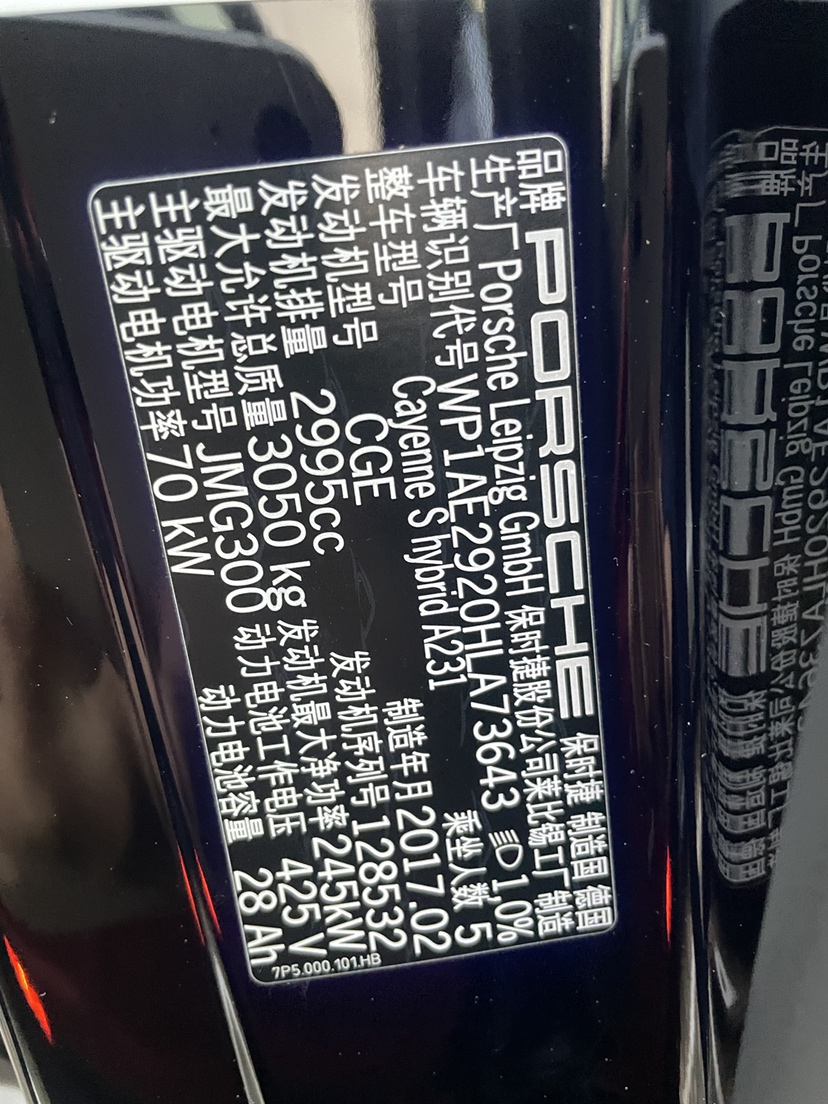 品牌 PORSCHE 保时捷 制造国 德国
生产厂 Porsche Leipzig GmbH 保时捷股份公司莱比锡工厂 制造
车辆识别代号 WP1AE2920HLA73643 1,0%
整车型号 Cayenne S hybrid A231 乘坐人数 5
发动机型号 CGE 制造年月 2017.02
发动机排量 2995cc 发动机序列号 128532
最大允许总质量 3050 kg 发动机最大净功率 245kW
主驱动电机型号 JMG300 动力电池工作电压 425 V
主驱动电机功率 70 kW 动力电池容量 28 Ah
7P5.000.101.HB